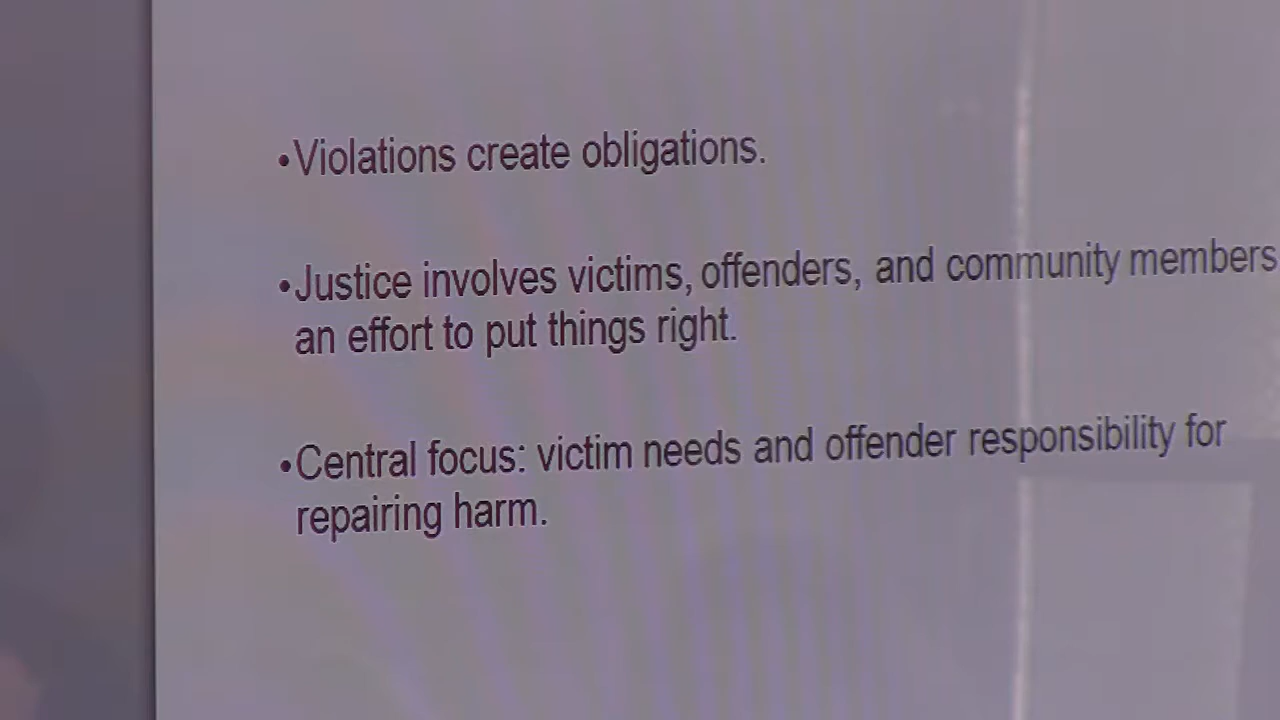 •Violations create obligations.
•Justice involves victims, offenders, and community members
an effort to put things right.
•Central focus: victim needs and offender responsibility for
repairing harm.